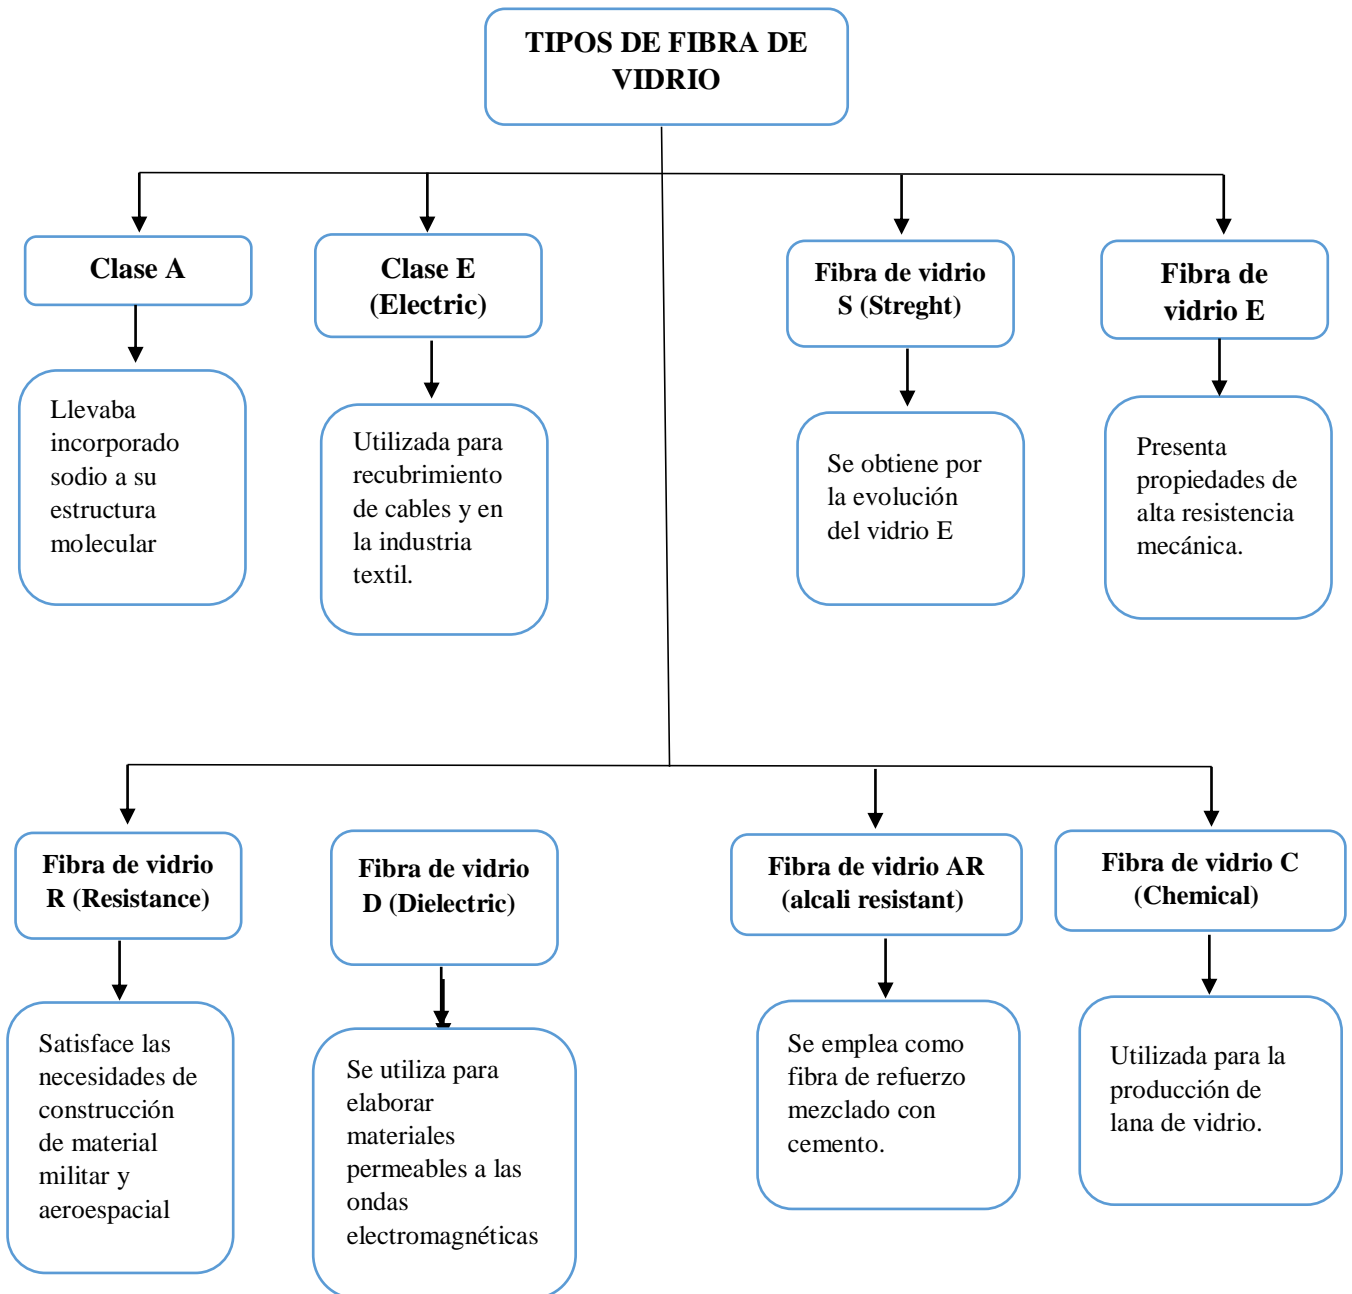 TIPOS DE FIBRA DE
VIDRIO
Clase A
Clase E
(Electric)
Fibra de vidrio
S (Streght)
Fibra de
vidrio E
Llevaba
incorporado
sodio a su
estructura
molecular
Utilizada para
recubrimiento
de cables y en
la industria
textil.
Se obtiene por
la evolución
del vidrio E
Presenta
propiedades de
alta resistencia
mecánica.
Fibra de vidrio
R (Resistance)
Fibra de vidrio
D (Dielectric)
Fibra de vidrio AR
(alcali resistant)
Fibra de vidrio C
(Chemical)
Satisface las
necesidades de
construcción
de material
militar y
aeroespacial
Se utiliza para
elaborar
materiales
permeables a las
ondas
electromagnéticas
Se emplea como
fibra de refuerzo
mezclado con
cemento.
Utilizada para la
producción de
lana de vidrio.